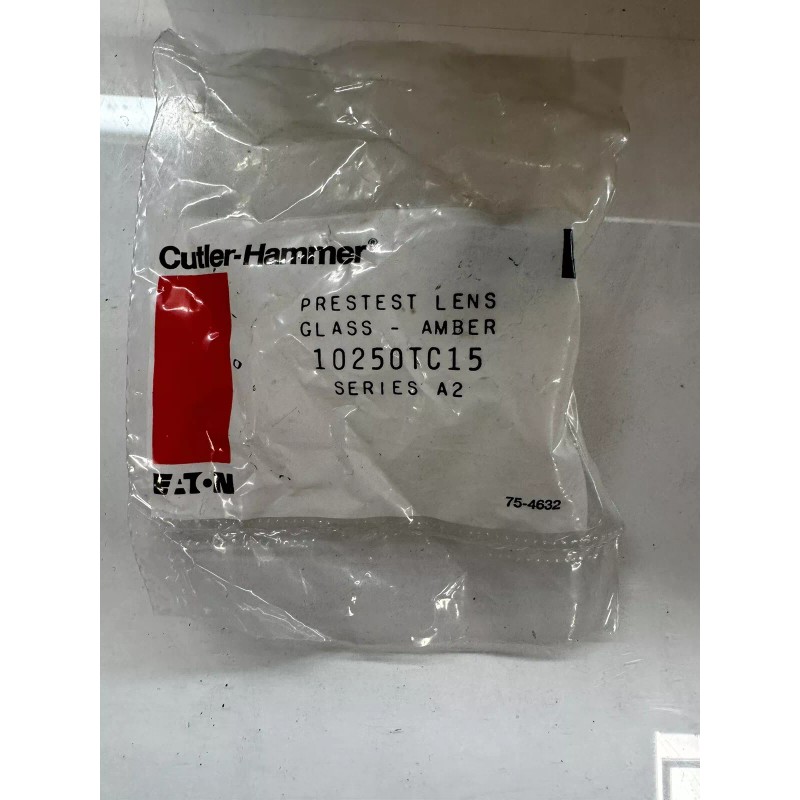 Cutler-Hammer®
PRESTEST LENS
GLASS - AMBER
10250TC15
SERIES A2
EATON
75-4632